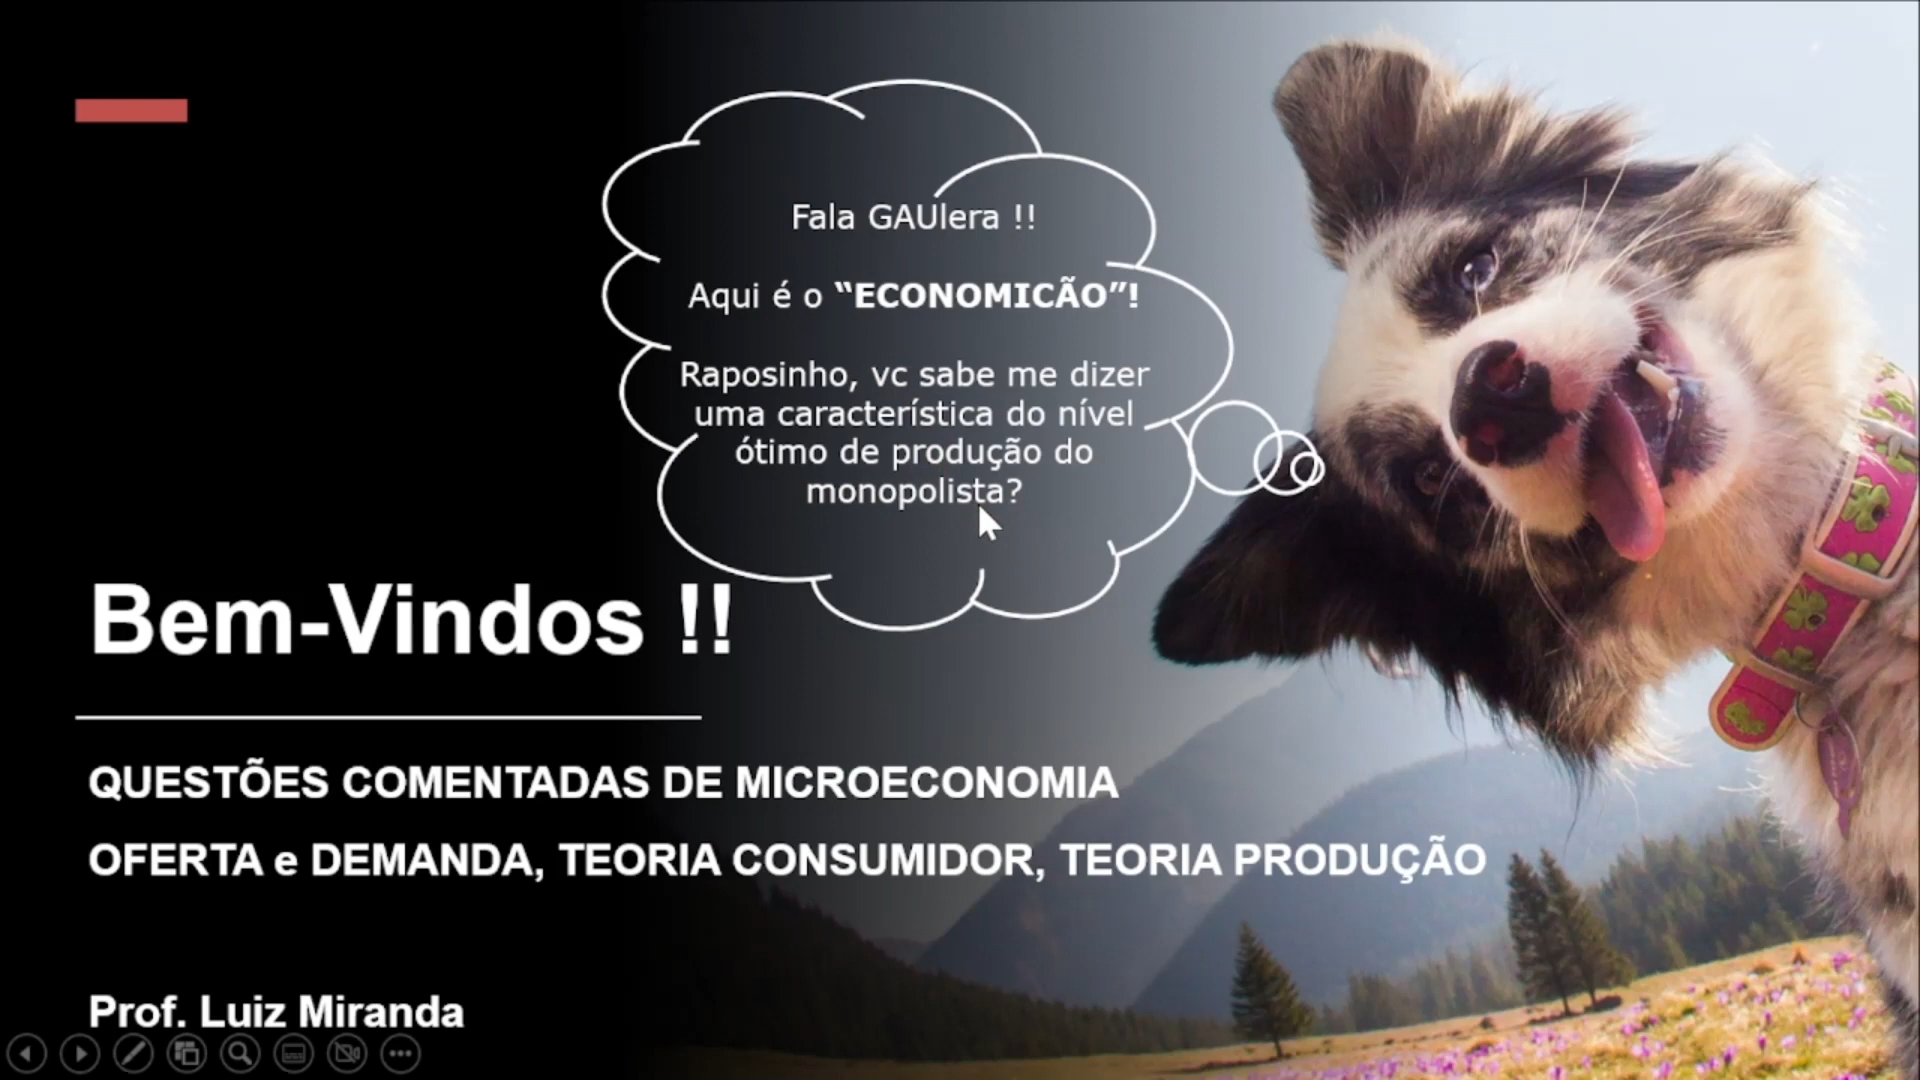 Fala GAUlera !!
Aqui é o “ECONOMICÃO”!
Raposinho, vc sabe me dizer
uma característica do nível
ótimo de produção do
monopolista?
Bem-Vindos !!
QUESTÕES COMENTADAS DE MICROECONOMIA
OFERTA e DEMANDA, TEORIA CONSUMIDOR, TEORIA PRODUÇÃO
Prof. Luiz Miranda